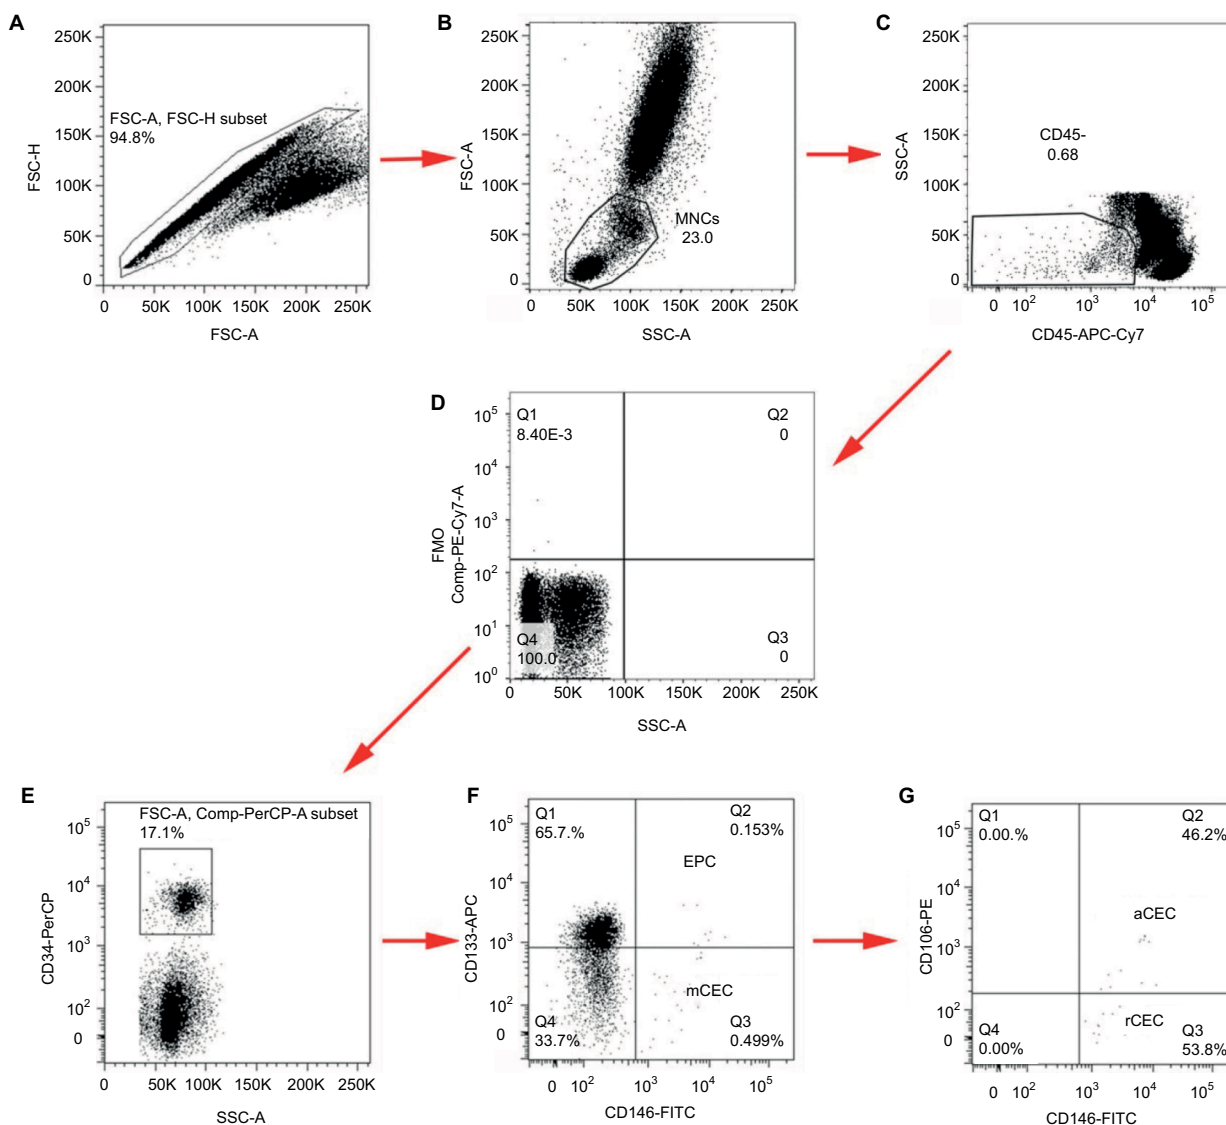 A
250K
200K
150K
100K
50K
0
FSC-H
FSC-A, FSC-H subset
94.8%
0
50K
100K
150K
200K
250K
FSC-A
B
250K
200K
150K
100K
50K
0
FSC-A
MNCs
23.0
0
50K
100K
150K
200K
250K
SSC-A
C
250K
200K
150K
100K
50K
0
SSC-A
CD45-
0.68
0
10²
10³
10⁴
10⁵
CD45-APC-Cy7
D
10⁵
10⁴
10³
10²
10¹
10⁰
FMO
Comp-PE-Cy7-A
Q1
8.40E-3
Q2
0
Q4
100.0
Q3
0
0
50K
100K
150K
200K
250K
SSC-A
E
10⁵
10⁴
10³
10²
0
CD34-PerCP
FSC-A, Comp-PerCP-A subset
17.1%
0
50K
100K
150K
200K
250K
SSC-A
F
10⁵
10⁴
10³
10²
0
CD133-APC
Q1
65.7.%
Q2
0.153%
EPC
mCEC
Q4
33.7%
Q3
0.499%
0
10²
10³
10⁴
10⁵
CD146-FITC
G
10⁵
10⁴
10³
10²
0
CD106-PE
Q1
0.00.%
Q2
46.2%
aCEC
rCEC
Q4
0.00%
Q3
53.8%
0
10²
10³
10⁴
10⁵
CD146-FITC